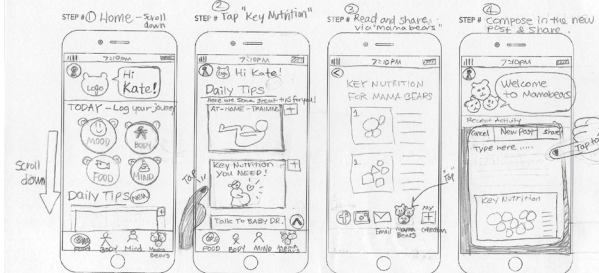 STEP # ① Home - Scroll down
7:10PM
Logo
Hi Kate!
TODAY - Log your journey
MOOD
BODY
FOOD
MIND
Scroll down
Daily Tips
NEW
BODY
Mind
Mama Bears
STEP # ② Tap "Key Nutrition"
7:10PM
Logo
Hi Kate!
Daily Tips
Here are some great tips for you!
AT-HOME-TRAINING
Key Nutrition YOU NEED!
Tap
TALK TO BABY DR.
FOOD
BODY
MIND
STEP # ③ Read and share via "mama bears"
7:10PM
KEY NUTRITION
FOR MAMA BEARS
1
"Tap"
Email
MAMA BEARS
MY
collection
STEP # ④ Compose in the new Post & Share
7:10PM
Welcome to Mamabears
Recent Activity
Cancel New Post Share
Type here .....
Tap to
Key Nutrition